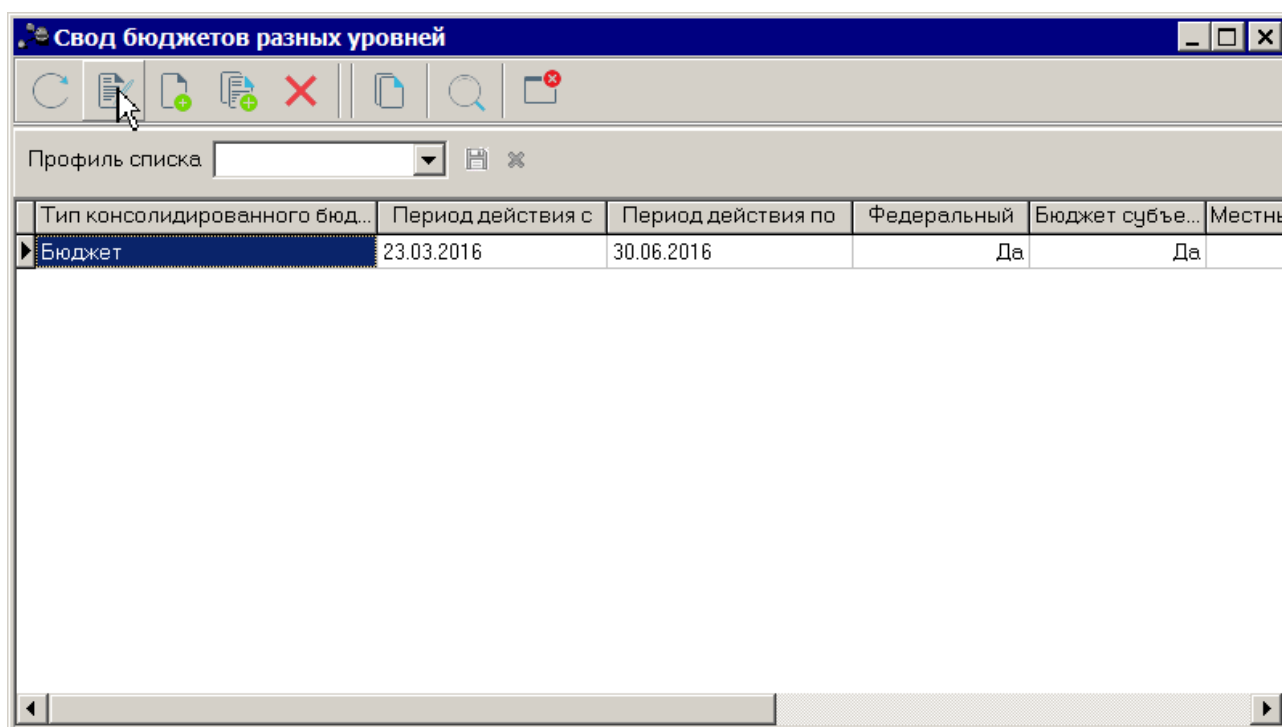 Свод бюджетов разных уровней
Профиль списка
Тип консолидированного бюд... Период действия с Период действия по Федеральный Бюджет субъе... Местны
Бюджет 23.03.2016 30.06.2016 Да Да